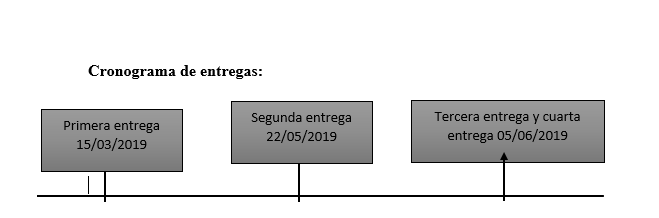 Cronograma de entregas:
Primera entrega
15/03/2019
Segunda entrega
22/05/2019
Tercera entrega y cuarta
entrega 05/06/2019